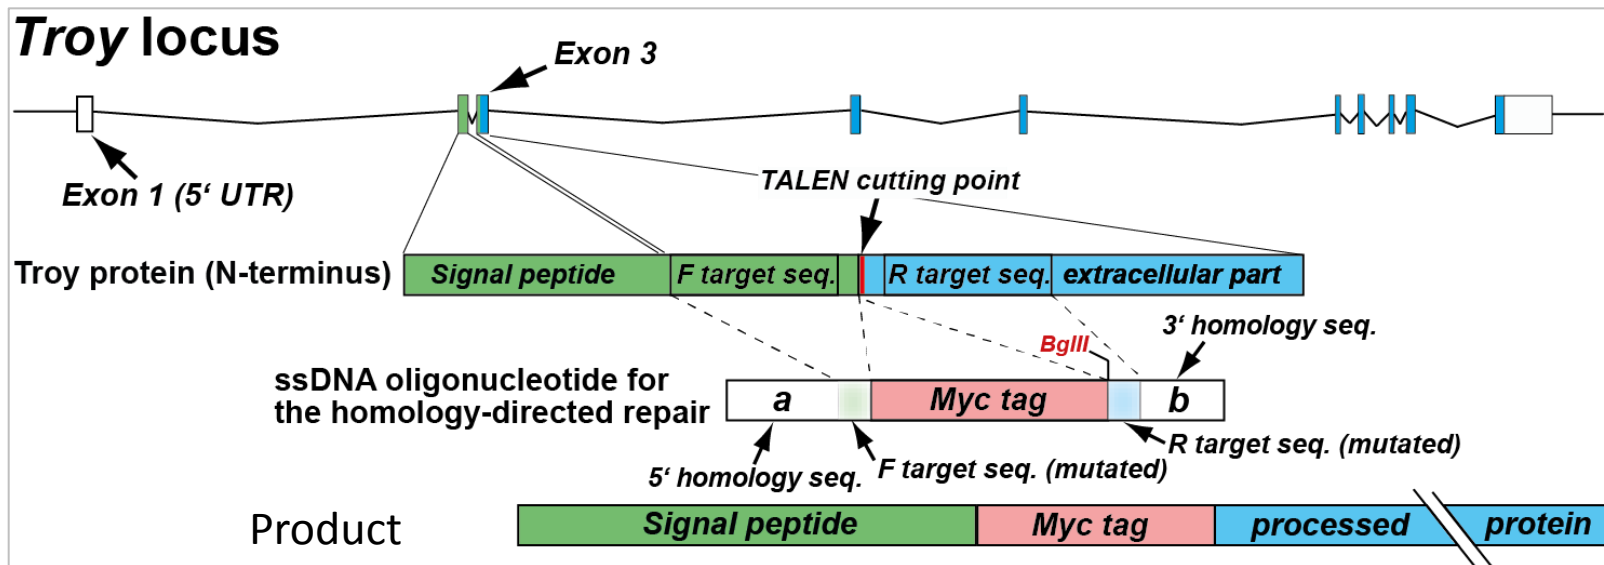 Troy locus
Exon 3
Exon 1 (5‘ UTR)
TALEN cutting point
Troy protein (N-terminus)
Signal peptide
F target seq.
R target seq.
extracellular part
3‘ homology seq.
BglII
ssDNA oligonucleotide for
the homology-directed repair
a
Myc tag
b
R target seq. (mutated)
5‘ homology seq.
F target seq. (mutated)
Product
Signal peptide
Myc tag
processed
protein